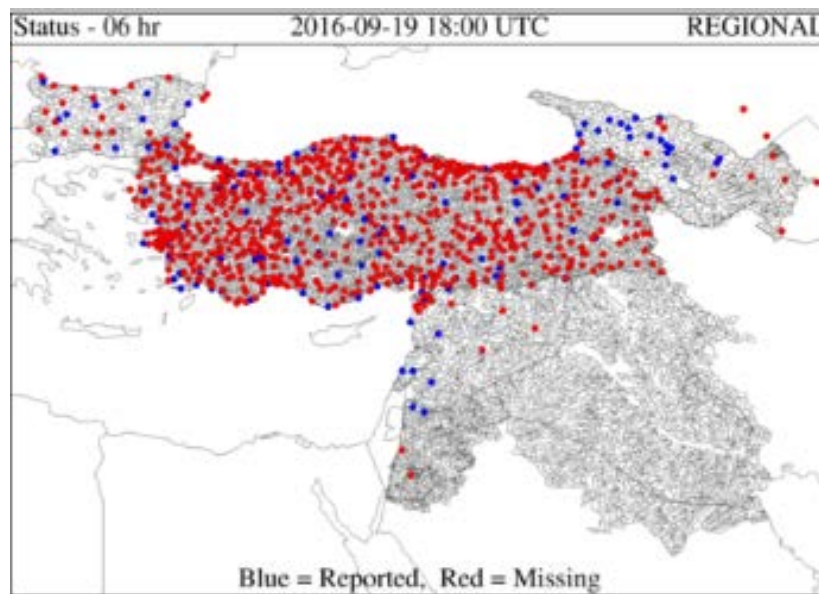 Status - 06 hr 2016-09-19 18:00 UTC REGIONAL
Blue = Reported, Red = Missing